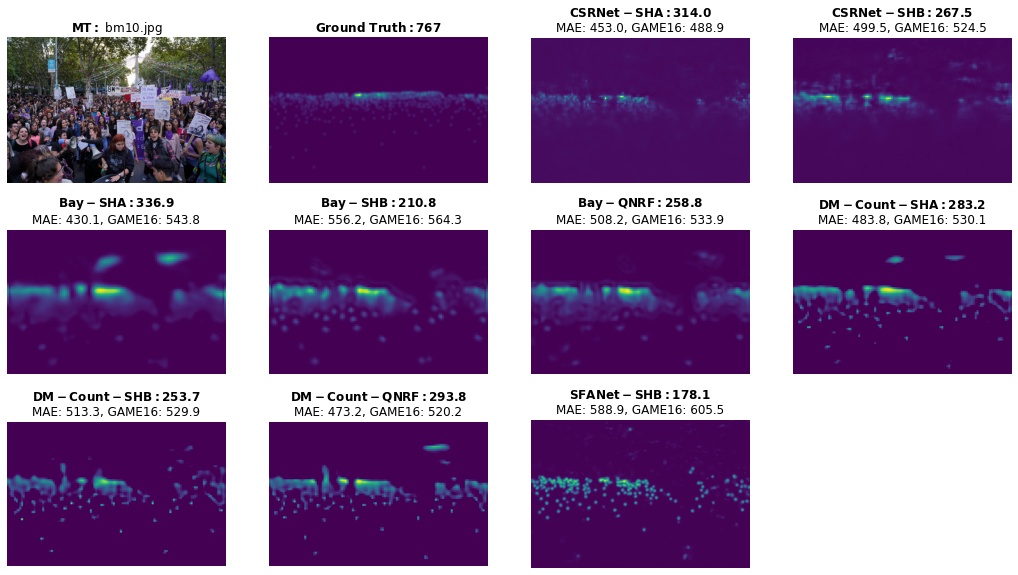 MT: bm10.jpg
Ground Truth: 767
CSRNet − SHA: 314.0
MAE: 453.0, GAME16: 488.9
CSRNet − SHB: 267.5
MAE: 499.5, GAME16: 524.5
Bay − SHA: 336.9
MAE: 430.1, GAME16: 543.8
Bay − SHB: 210.8
MAE: 556.2, GAME16: 564.3
Bay − QNRF: 258.8
MAE: 508.2, GAME16: 533.9
DM − Count − SHA: 283.2
MAE: 483.8, GAME16: 530.1
DM − Count − SHB: 253.7
MAE: 513.3, GAME16: 529.9
DM − Count − QNRF: 293.8
MAE: 473.2, GAME16: 520.2
SFANet − SHB: 178.1
MAE: 588.9, GAME16: 605.5